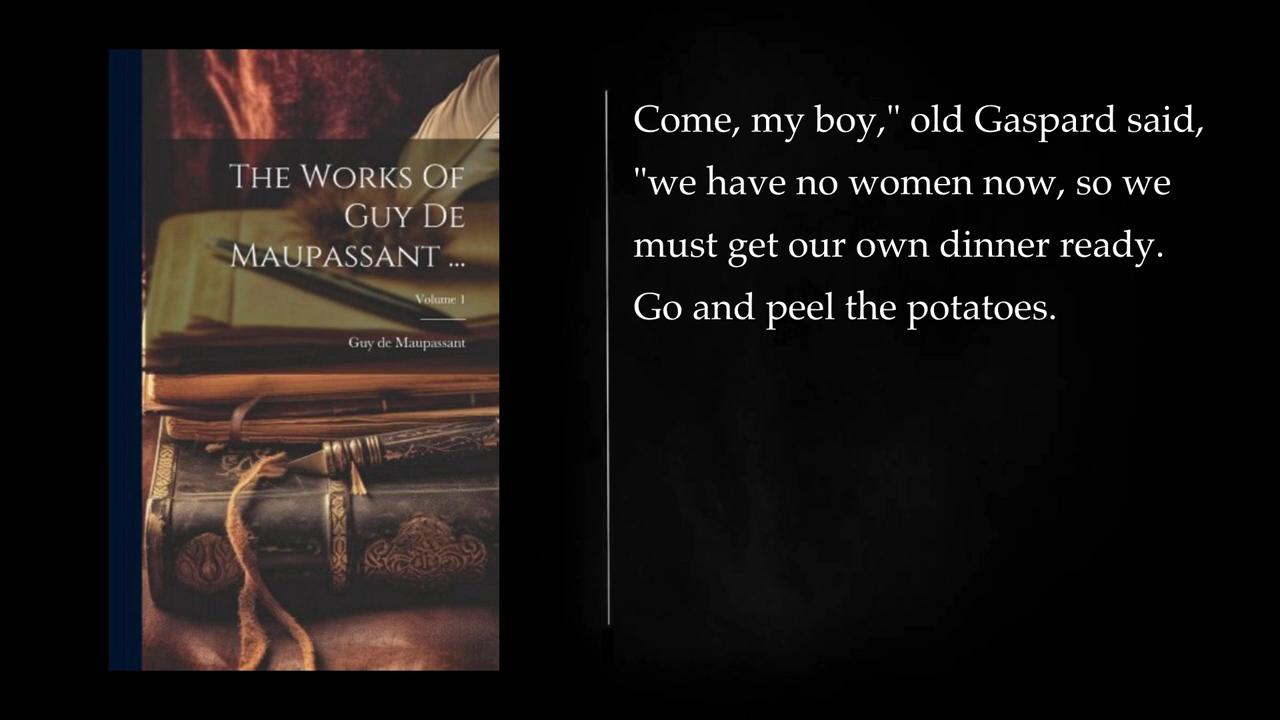 THE WORKS OF
GUY DE
MAUPASSANT ...
Volume 1
Guy de Maupassant
Come, my boy," old Gaspard said,
"we have no women now, so we
must get our own dinner ready.
Go and peel the potatoes.